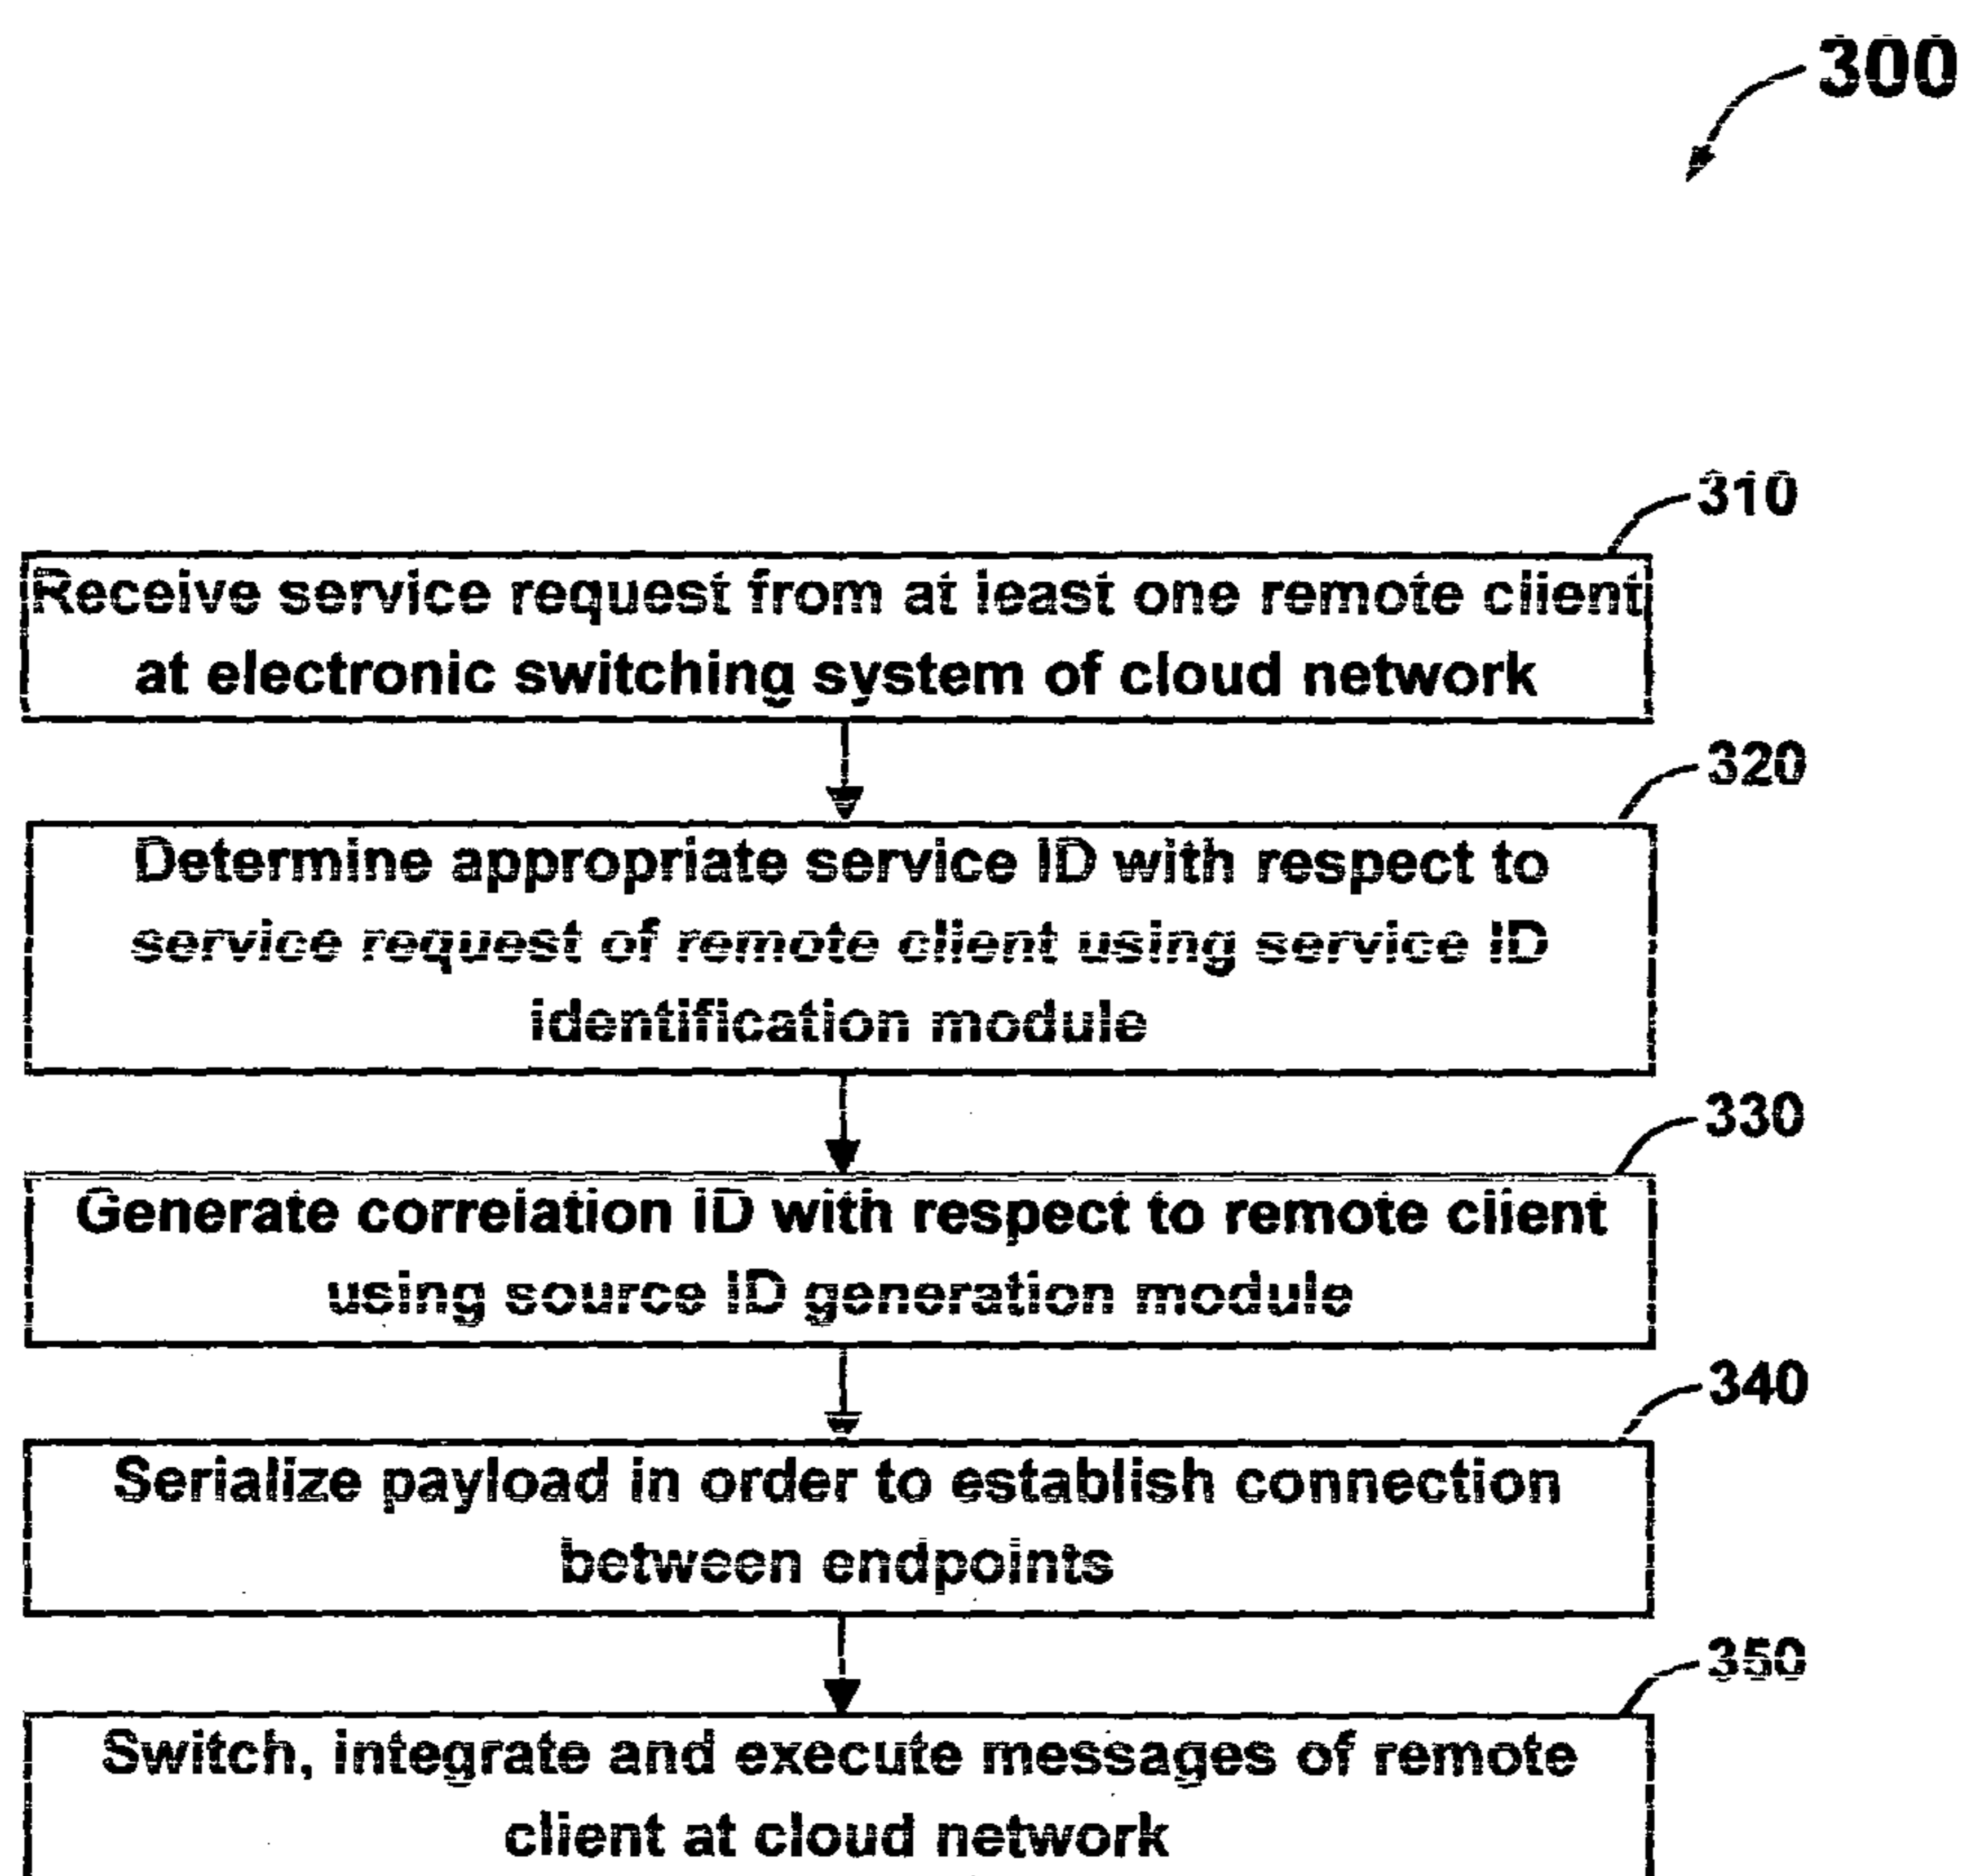 300
310
Receive service request from at least one remote client
at electronic switching system of cloud network
320
Determine appropriate service ID with respect to
service request of remote client using service ID
identification module
330
Generate correlation ID with respect to remote client
using source ID generation module
340
Serialize payload in order to establish connection
between endpoints
350
Switch, integrate and execute messages of remote
client at cloud network